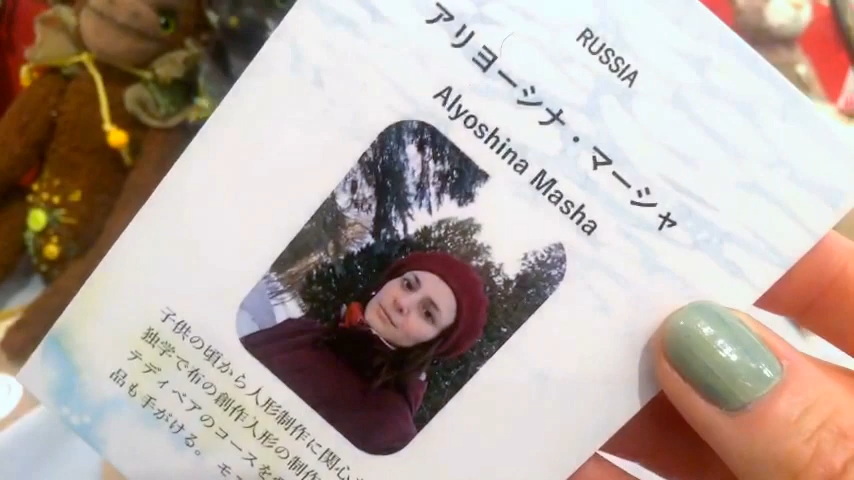 RUSSIA
アリヨーシナ・マーシャ
Alyoshina Masha
子供の頃から人形制作に関心
独学で布の創作人形の制作
テディベアのコースを
品も手がける。 モ